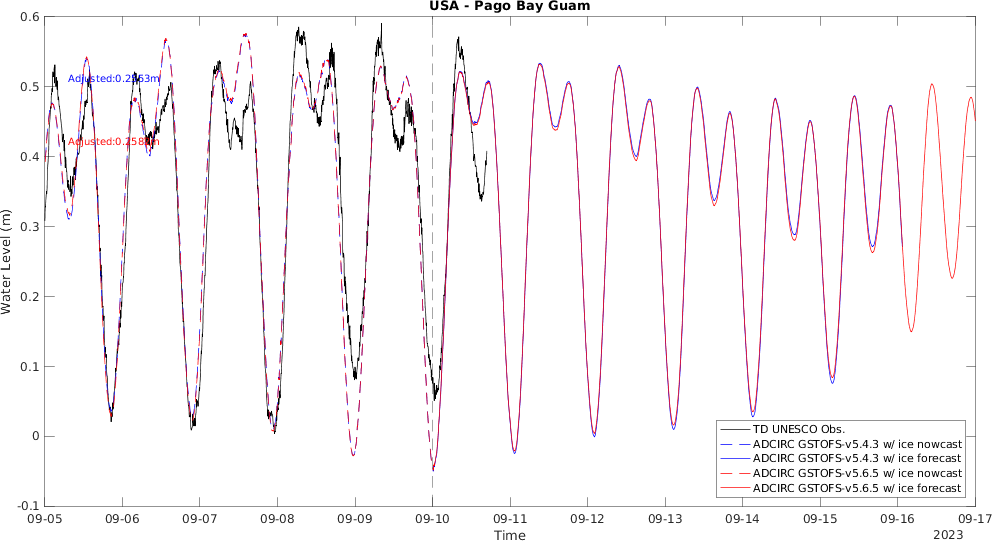 USA - Pago Bay Guam
0.6
0.5
0.4
0.3
0.2
0.1
0
-0.1
Water Level (m)
TD UNESCO Obs.
ADCIRC GSTOFS-v5.4.3 w/ ice nowcast
ADCIRC GSTOFS-v5.4.3 w/ ice forecast
ADCIRC GSTOFS-v5.6.5 w/ ice nowcast
ADCIRC GSTOFS-v5.6.5 w/ ice forecast
09-05 09-06 09-07 09-08 09-09 09-10 09-11 09-12 09-13 09-14 09-15 09-16 09-17
Time
2023